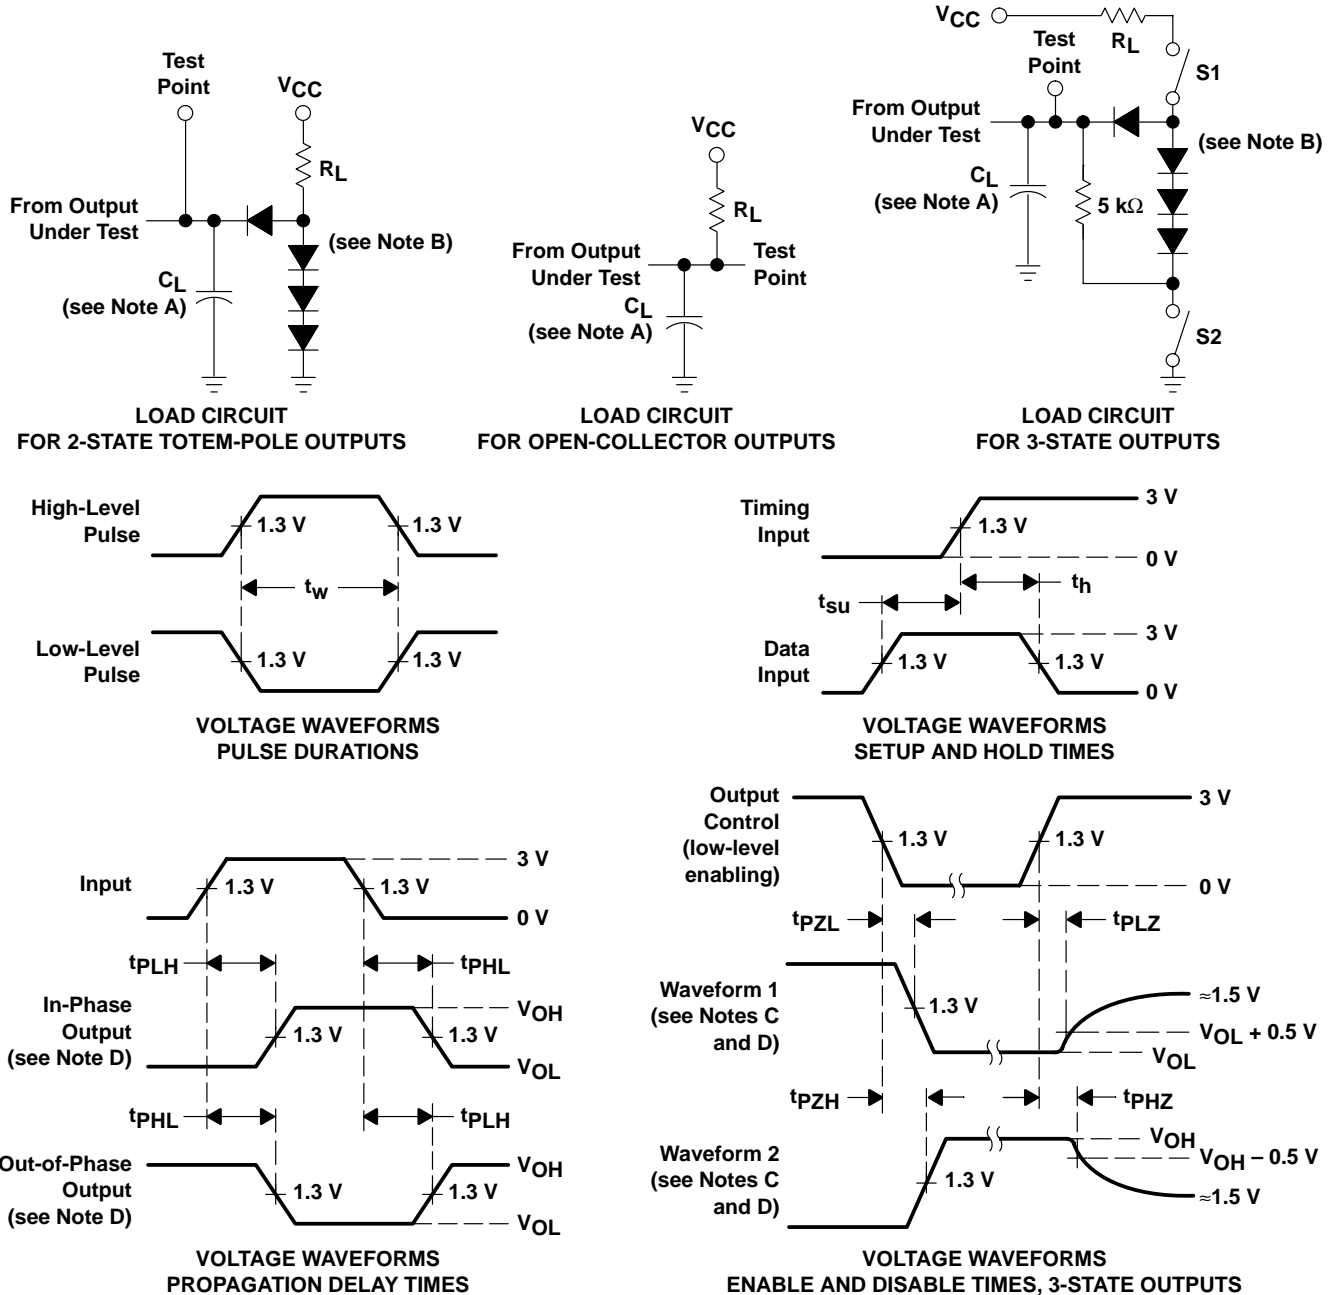 Test
Point
VCC
RL
From Output
Under Test
(see Note B)
CL
(see Note A)
LOAD CIRCUIT
FOR 2-STATE TOTEM-POLE OUTPUTS
VCC
RL
From Output
Under Test
Test
Point
CL
(see Note A)
LOAD CIRCUIT
FOR OPEN-COLLECTOR OUTPUTS
VCC
RL
Test
Point
S1
From Output
Under Test
(see Note B)
CL
(see Note A)
5 kΩ
S2
LOAD CIRCUIT
FOR 3-STATE OUTPUTS
High-Level
Pulse
1.3 V
1.3 V
tw
Low-Level
Pulse
1.3 V
1.3 V
VOLTAGE WAVEFORMS
PULSE DURATIONS
Timing
Input
1.3 V
3 V
0 V
th
tsu
Data
Input
1.3 V
1.3 V
3 V
0 V
VOLTAGE WAVEFORMS
SETUP AND HOLD TIMES
Input
1.3 V
1.3 V
3 V
0 V
tPLH
tPHL
In-Phase
Output
(see Note D)
1.3 V
1.3 V
VOH
VOL
tPHL
tPLH
Out-of-Phase
Output
(see Note D)
1.3 V
1.3 V
VOH
VOL
VOLTAGE WAVEFORMS
PROPAGATION DELAY TIMES
Output
Control
(low-level
enabling)
1.3 V
1.3 V
3 V
0 V
tPZL
tPLZ
Waveform 1
(see Notes C
and D)
1.3 V
≈1.5 V
VOL + 0.5 V
VOL
tPZH
tPHZ
Waveform 2
(see Notes C
and D)
1.3 V
VOH
VOH – 0.5 V
≈1.5 V
VOLTAGE WAVEFORMS
ENABLE AND DISABLE TIMES, 3-STATE OUTPUTS